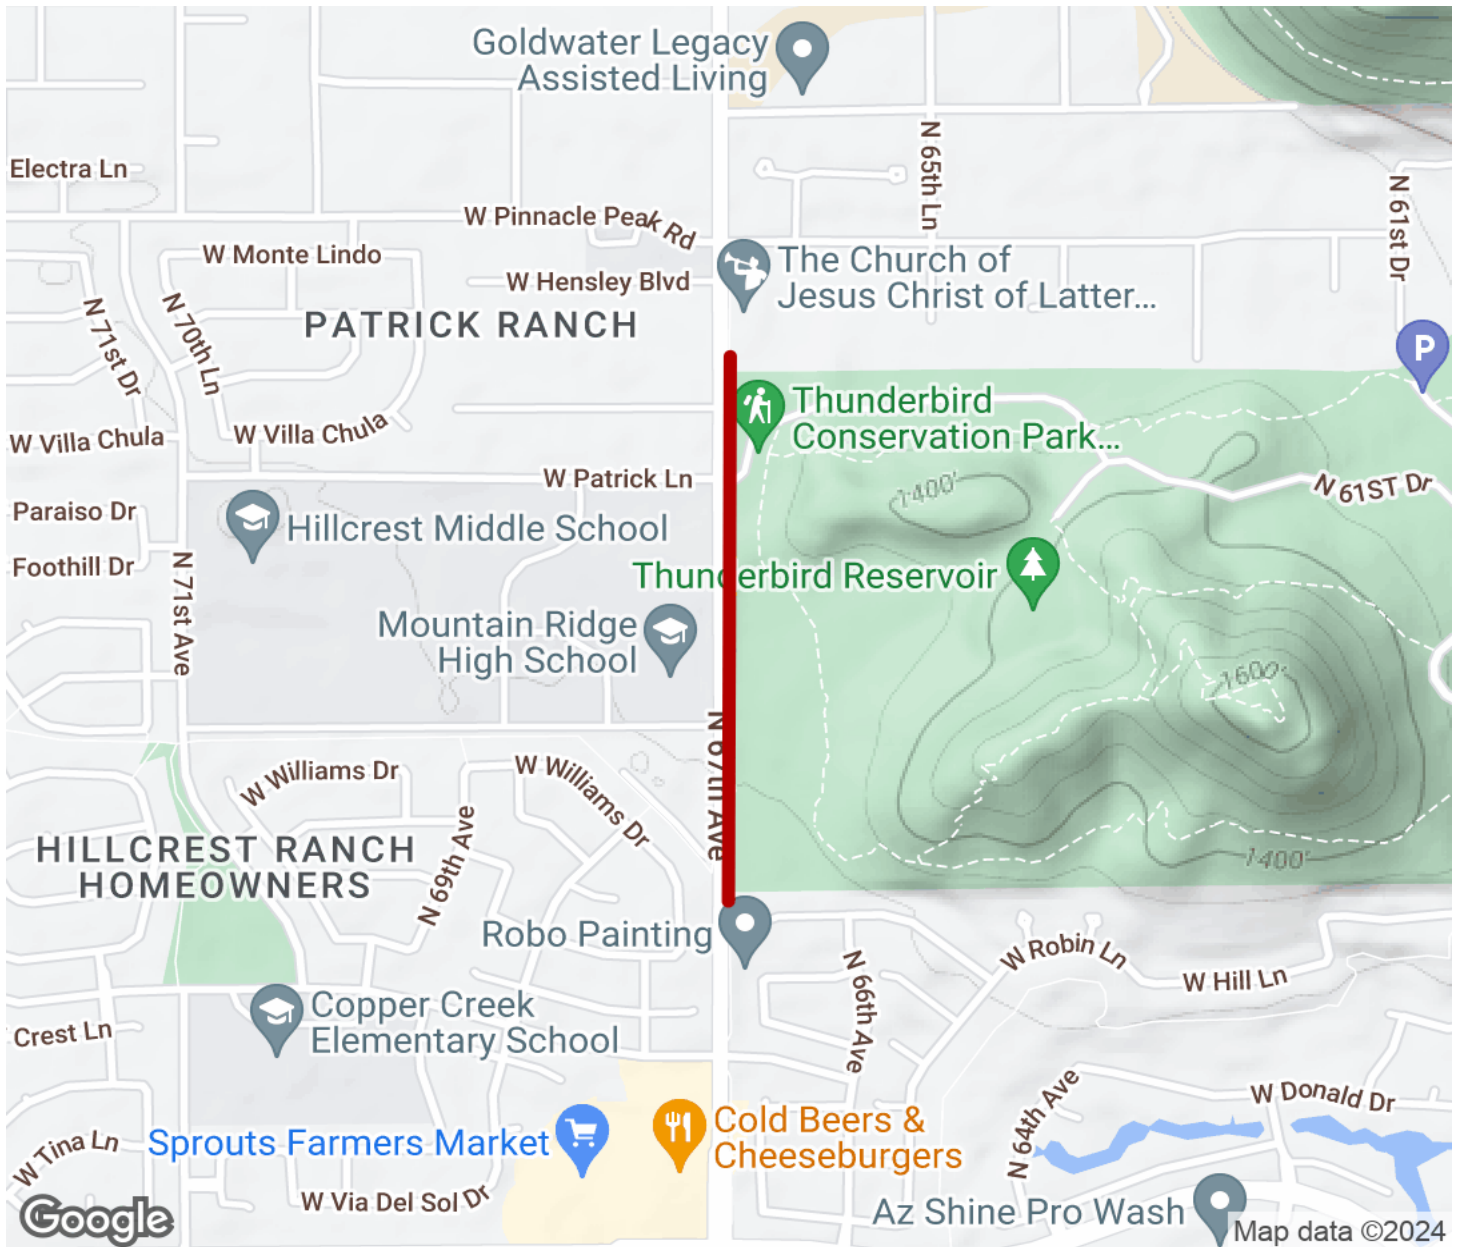 Goldwater Legacy
Assisted Living
N 65th Ln
Electra Ln
N 61st Dr
W Pinnacle Peak Rd
W Monte Lindo
The Church of
Jesus Christ of Latter...
W Hensley Blvd
N 71st Dr
N 70th Ln
PATRICK RANCH
P
Thunderbird
Conservation Park...
W Villa Chula
W Villa Chula
W Patrick Ln
1400'
N 61ST Dr
Paraiso Dr
Hillcrest Middle School
Foothill Dr
N 71st Ave
Thunderbird Reservoir
Mountain Ridge
High School
1600'
N 67th Ave
W Williams Dr
W Williams Dr
HILLCREST RANCH
HOMEOWNERS
N 69th Ave
1400'
Robo Painting
N 66th Ave
W Robin Ln
W Hill Ln
Crest Ln
Copper Creek
Elementary School
N 64th Ave
W Donald Dr
W Tina Ln
Sprouts Farmers Market
Cold Beers &
Cheeseburgers
W Via Del Sol Dr
Az Shine Pro Wash
Google
Map data ©2024